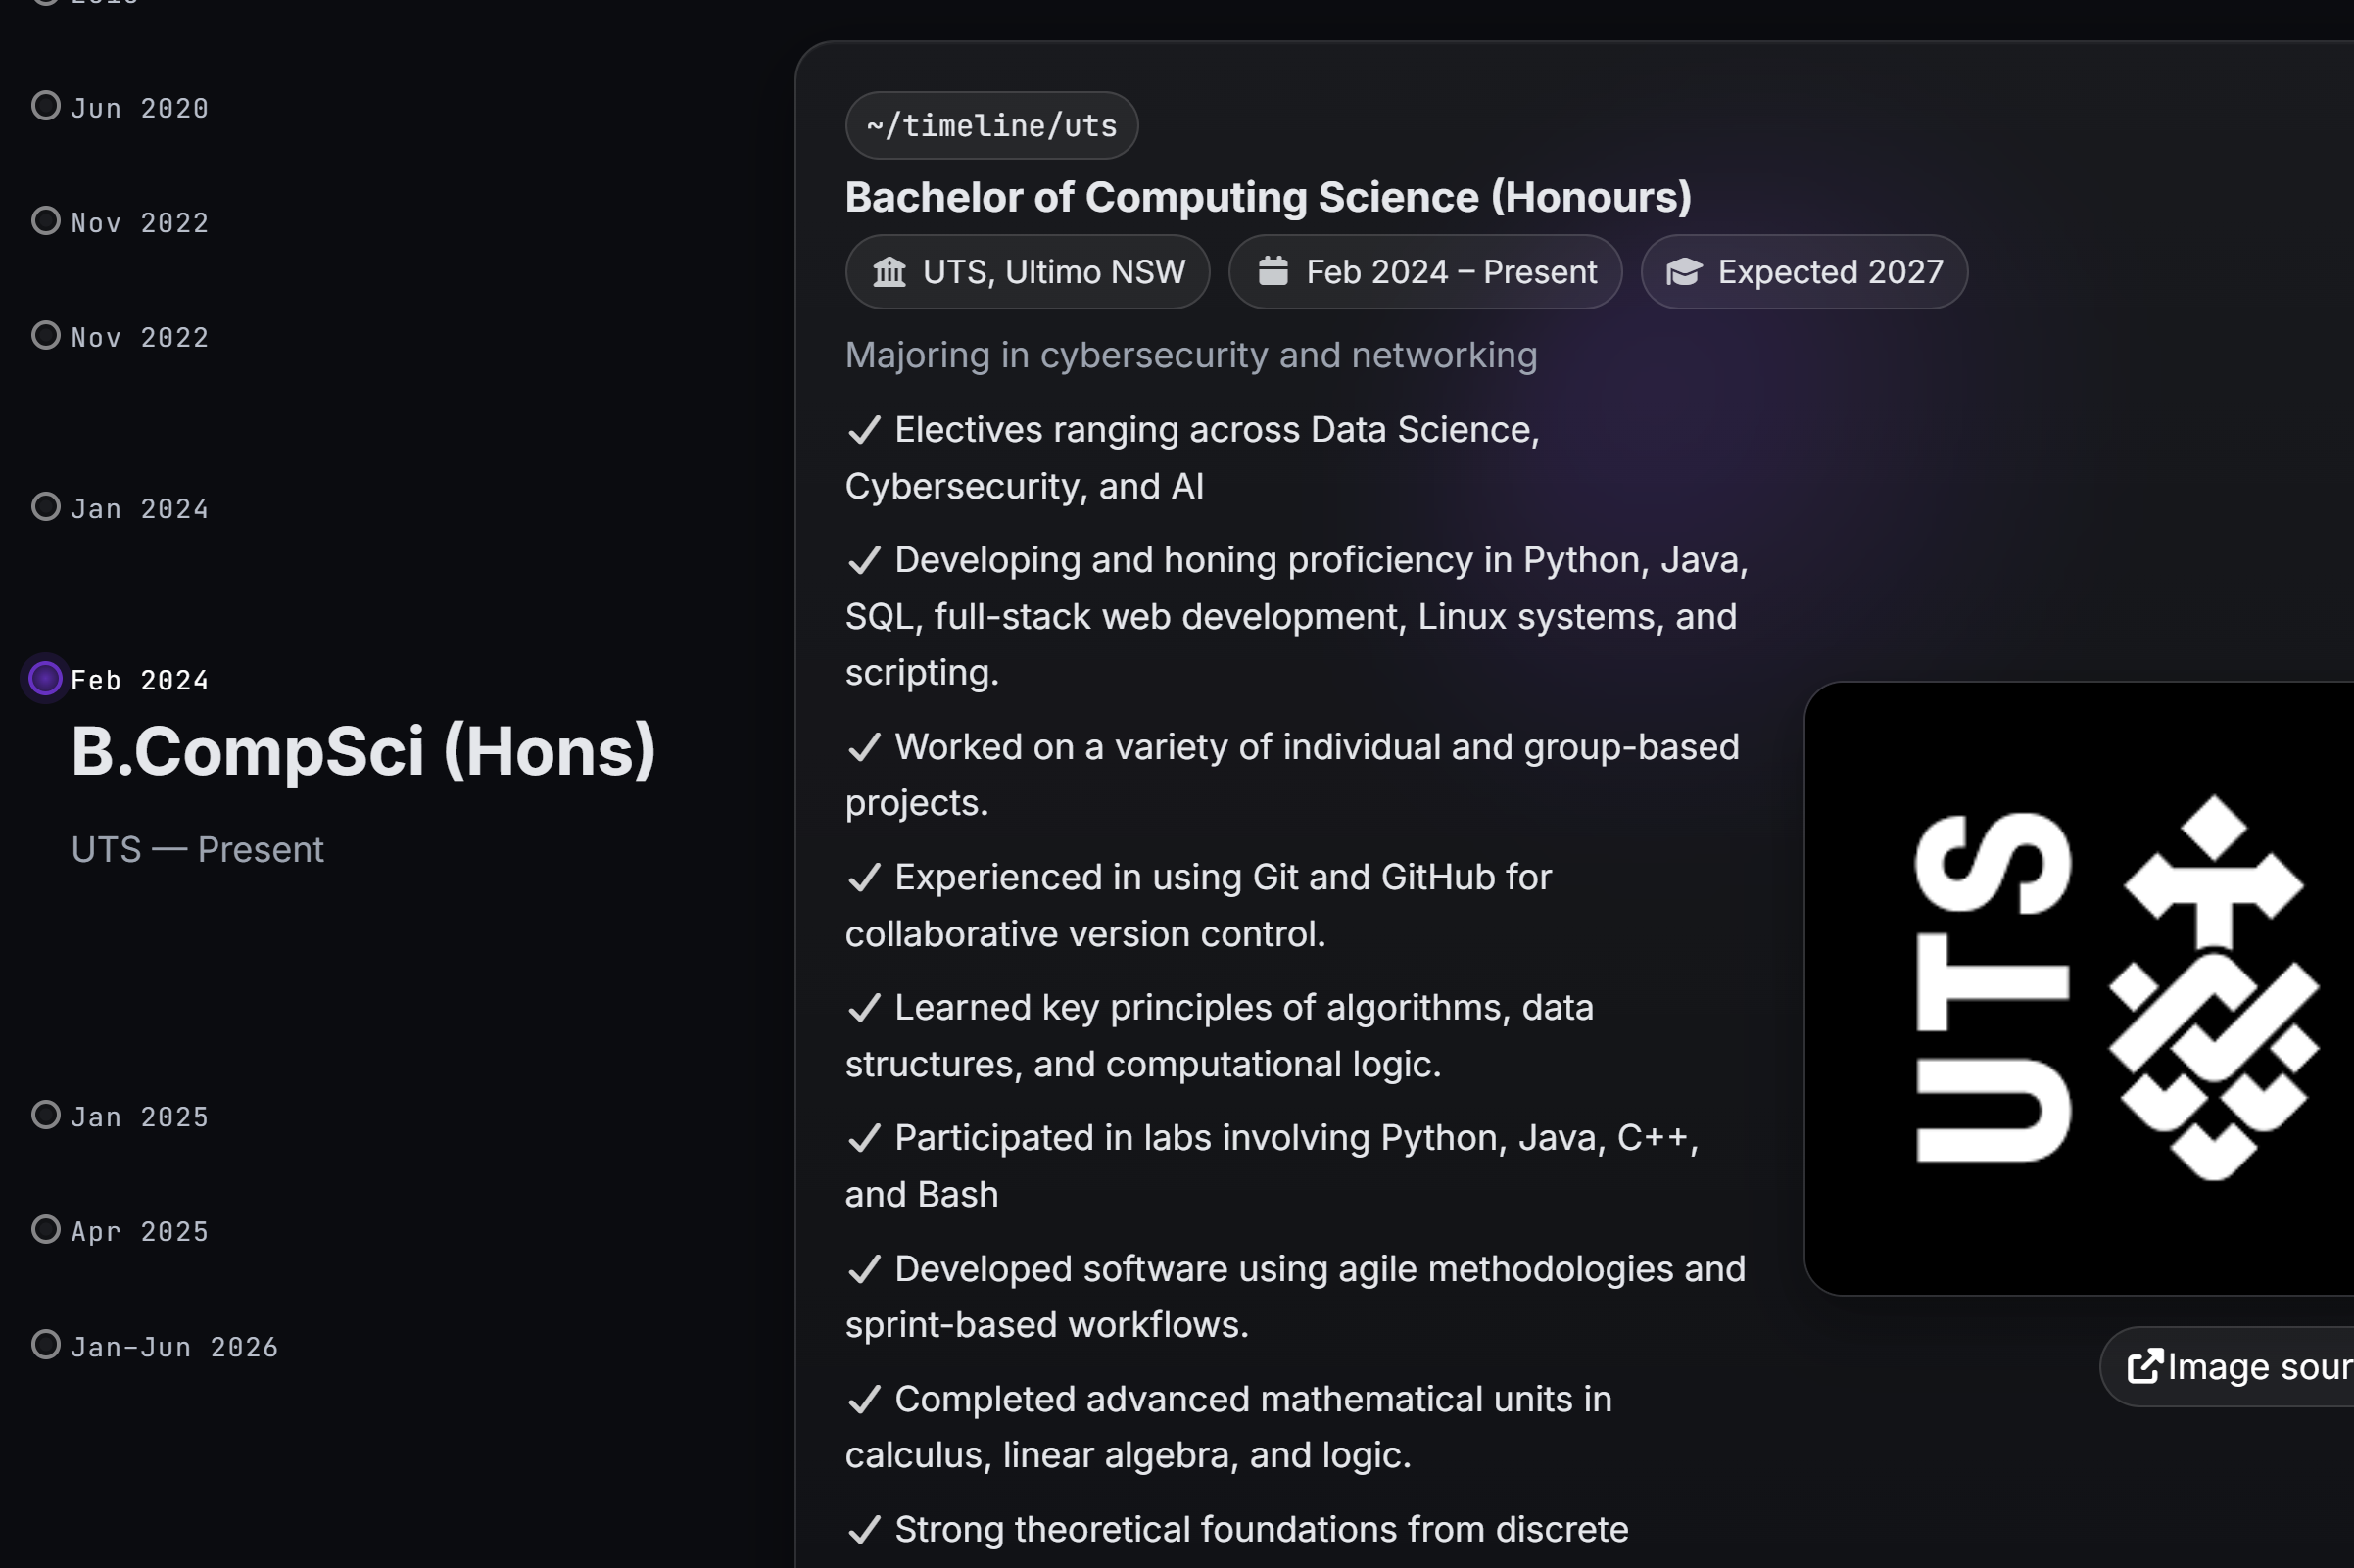 Jun 2020
Nov 2022
Nov 2022
Jan 2024
Feb 2024
B.CompSci (Hons)
UTS — Present
Jan 2025
Apr 2025
Jan–Jun 2026
~/timeline/uts
Bachelor of Computing Science (Honours)
UTS, Ultimo NSW Feb 2024 – Present Expected 2027
Majoring in cybersecurity and networking
✓ Electives ranging across Data Science,
Cybersecurity, and AI
✓ Developing and honing proficiency in Python, Java,
SQL, full-stack web development, Linux systems, and
scripting.
✓ Worked on a variety of individual and group-based
projects.
✓ Experienced in using Git and GitHub for
collaborative version control.
✓ Learned key principles of algorithms, data
structures, and computational logic.
✓ Participated in labs involving Python, Java, C++,
and Bash
✓ Developed software using agile methodologies and
sprint-based workflows.
✓ Completed advanced mathematical units in
calculus, linear algebra, and logic.
✓ Strong theoretical foundations from discrete
UTS
Image sour